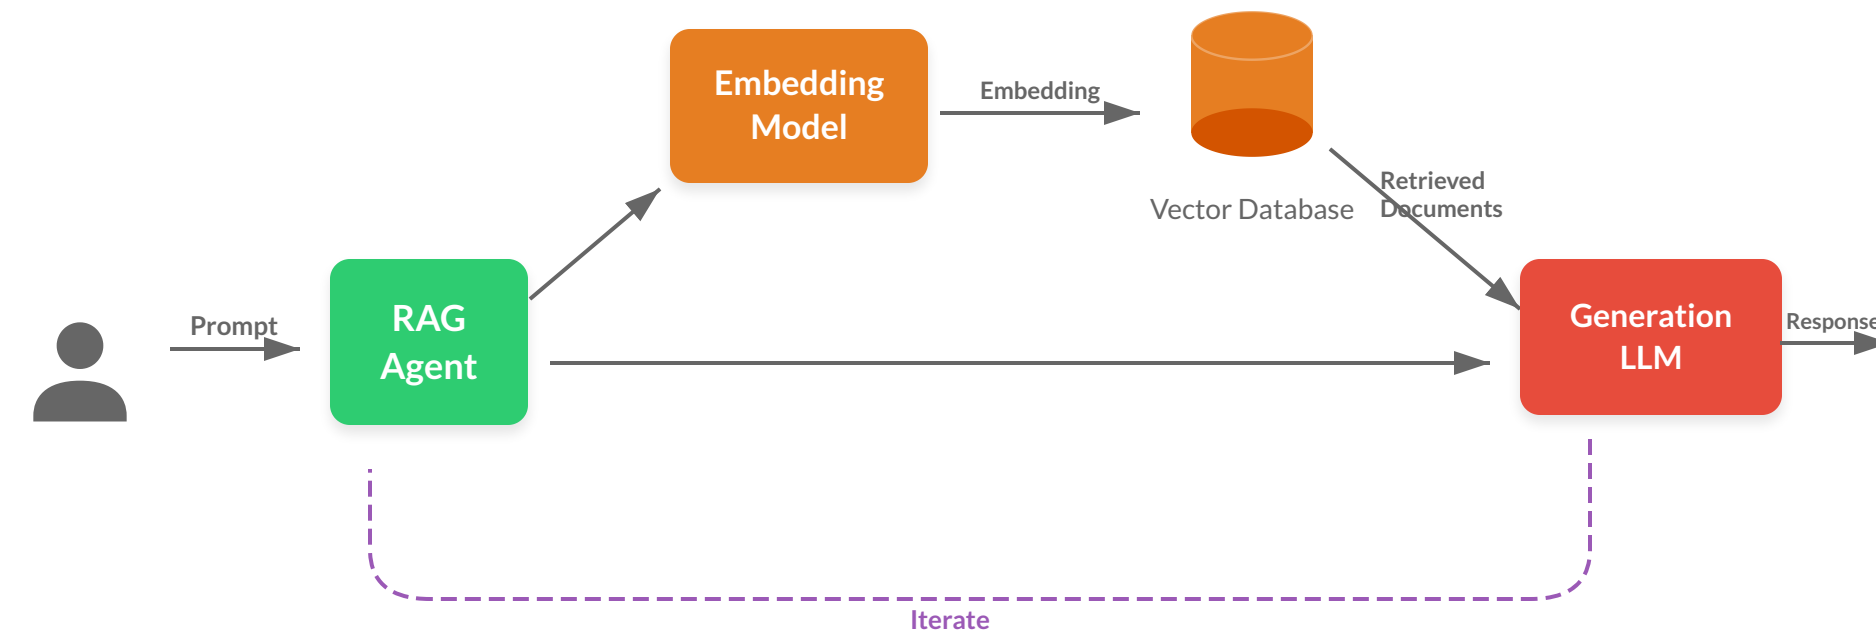 Embedding
Model
Embedding
Retrieved
Documents
Vector Database
Prompt
RAG
Agent
Generation
LLM
Response
Iterate